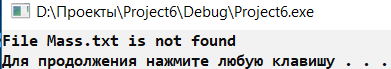 D:\Проекты\Project6\Debug\Project6.exe
File Mass.txt is not found
Для продолжения нажмите любую клавишу . . .